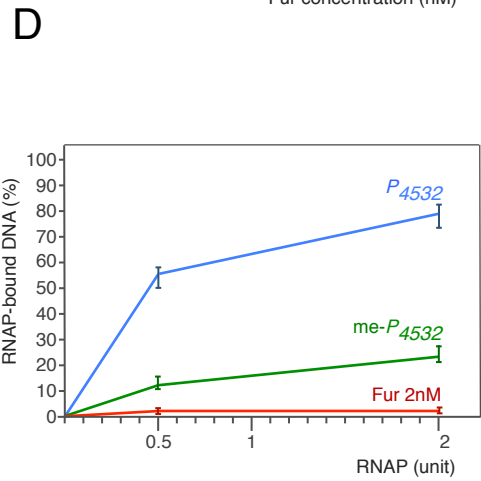 Fur concentration (nM)
D
RNAP-bound DNA (%)
100
90
80
70
60
50
40
30
20
10
0
P4532
me-P4532
Fur 2nM
0.5
1
2
RNAP (unit)